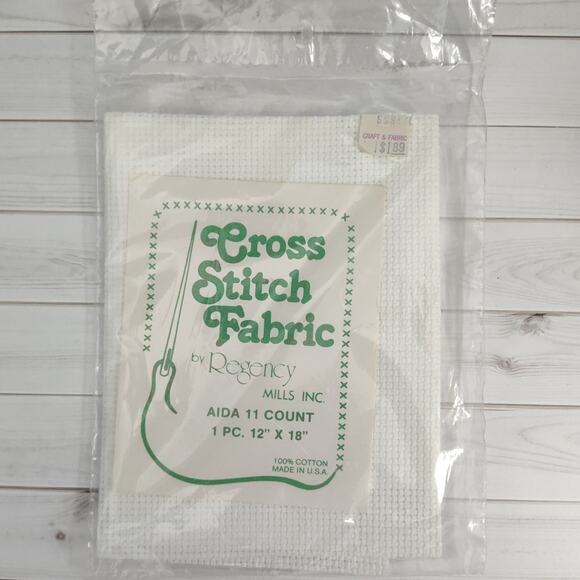 CRAFT & FABRIC
$1.89
Cross
Stitch
Fabric
by Regency
MILLS INC.
AIDA 11 COUNT
1 PC. 12" X 18"
100% COTTON
MADE IN U.S.A.